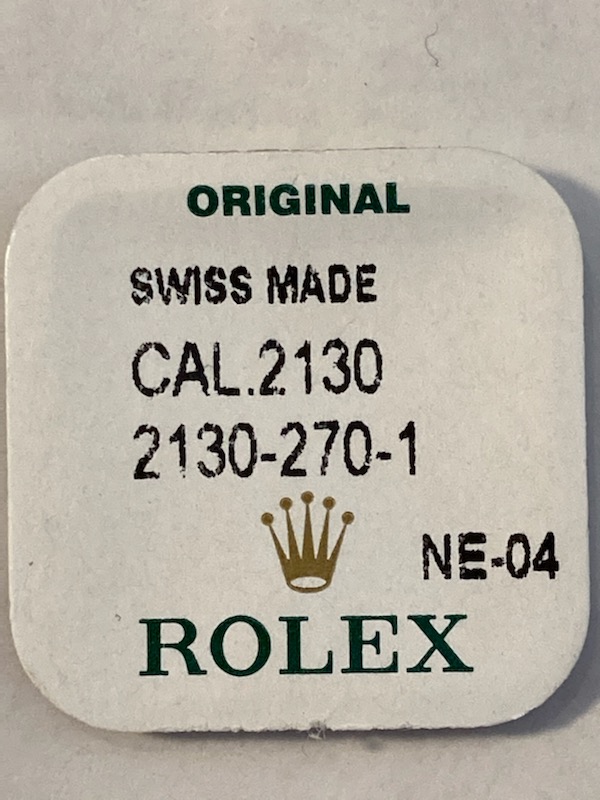 ORIGINAL
SWISS MADE
CAL.2130
2130-270-1
NE-04
ROLEX